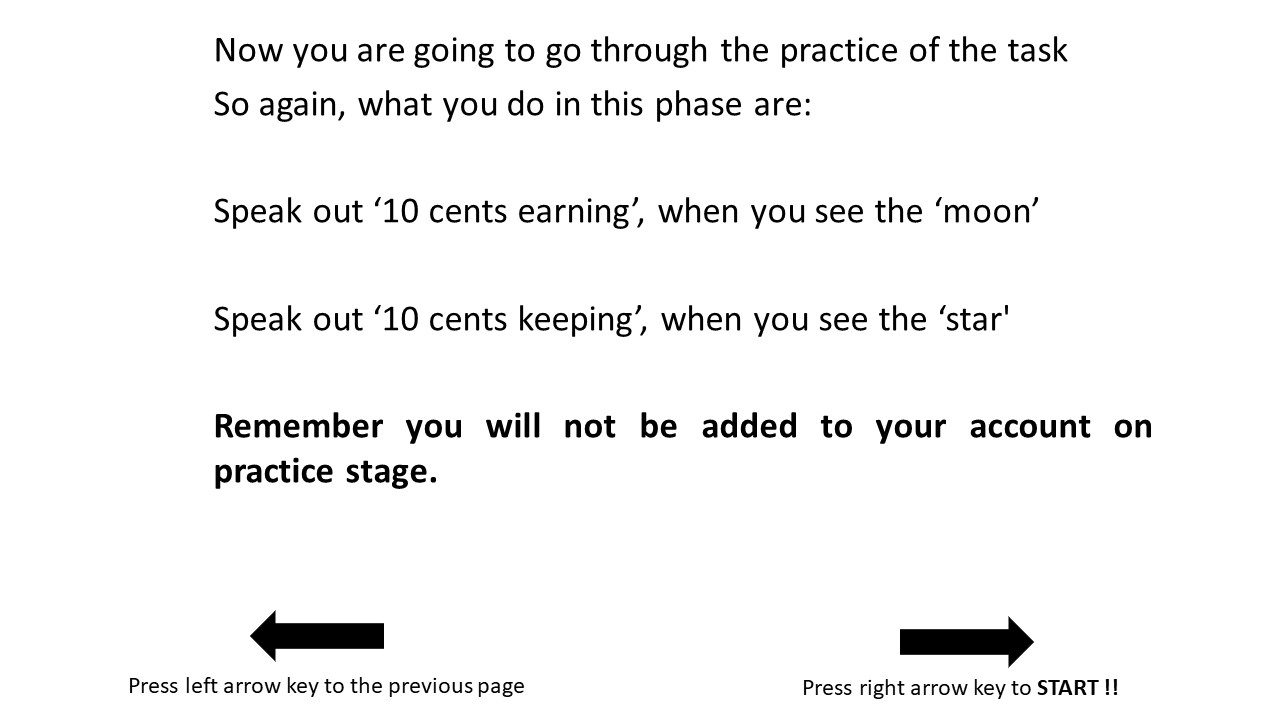 Now you are going to go through the practice of the task
So again, what you do in this phase are:
Speak out ‘10 cents earning’, when you see the ‘moon’
Speak out ‘10 cents keeping’, when you see the ‘star'
Remember you will not be added to your account on
practice stage.
Press left arrow key to the previous page
Press right arrow key to START !!